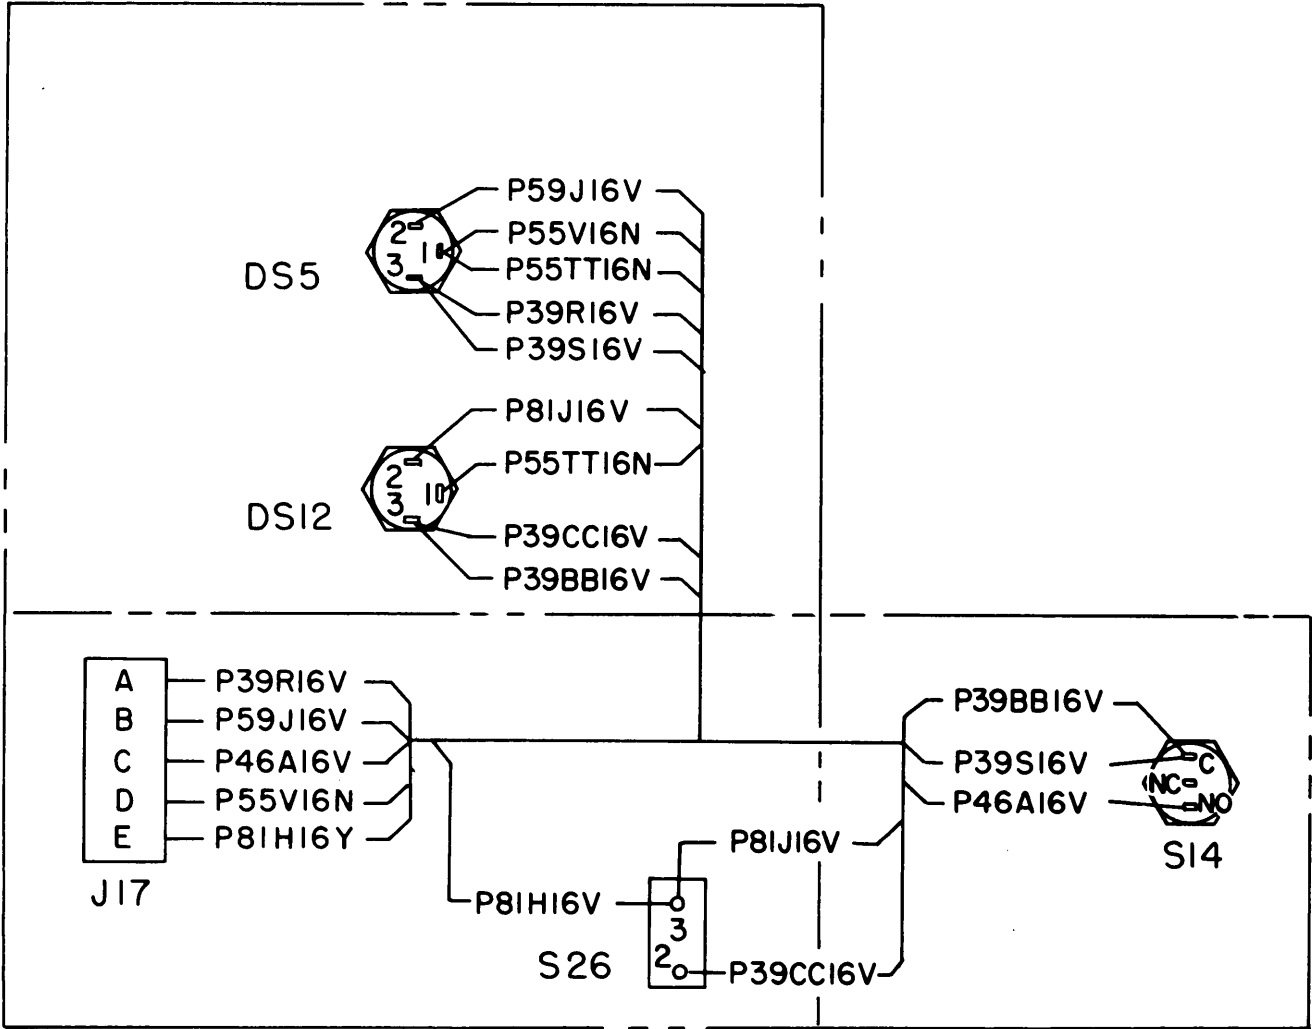 P59J16V
2
P55V16N
1
3
P55TT16N
DS5
P39R16V
P39S16V
P81J16V
2
P55TT16N
1
3
DS12
P39CC16V
P39BB16V
A P39R16V
B P59J16V
C P46A16V
D P55V16N
E P81H16Y
J17
P39BB16V
P39S16V
C
NC
P46A16V
NO
S14
P81J16V
P81H16V
3
2
S26
P39CC16V